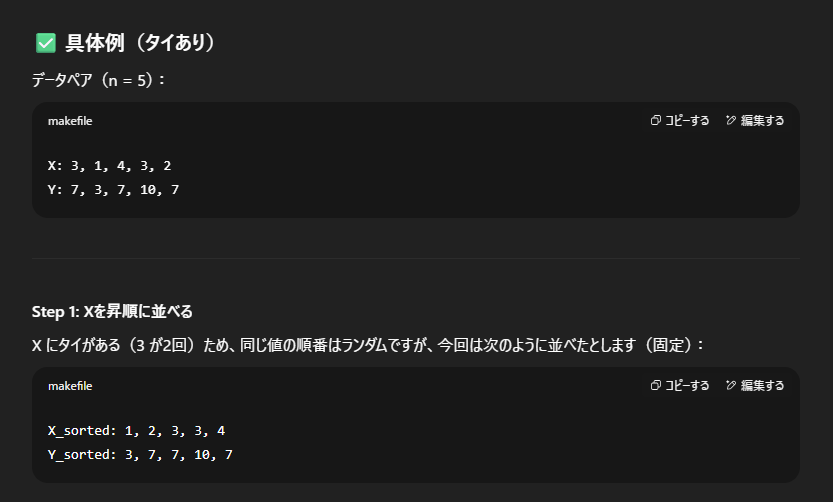 ✅ 具体例（タイあり）
データペア（n = 5）：
makefile コピーする 編集する
X: 3, 1, 4, 3, 2
Y: 7, 3, 7, 10, 7
Step 1: Xを昇順に並べる
X にタイがある（3 が2回）ため、同じ値の順番はランダムですが、今回は次のように並べたとします（固定）：
makefile コピーする 編集する
X_sorted: 1, 2, 3, 3, 4
Y_sorted: 3, 7, 7, 10, 7